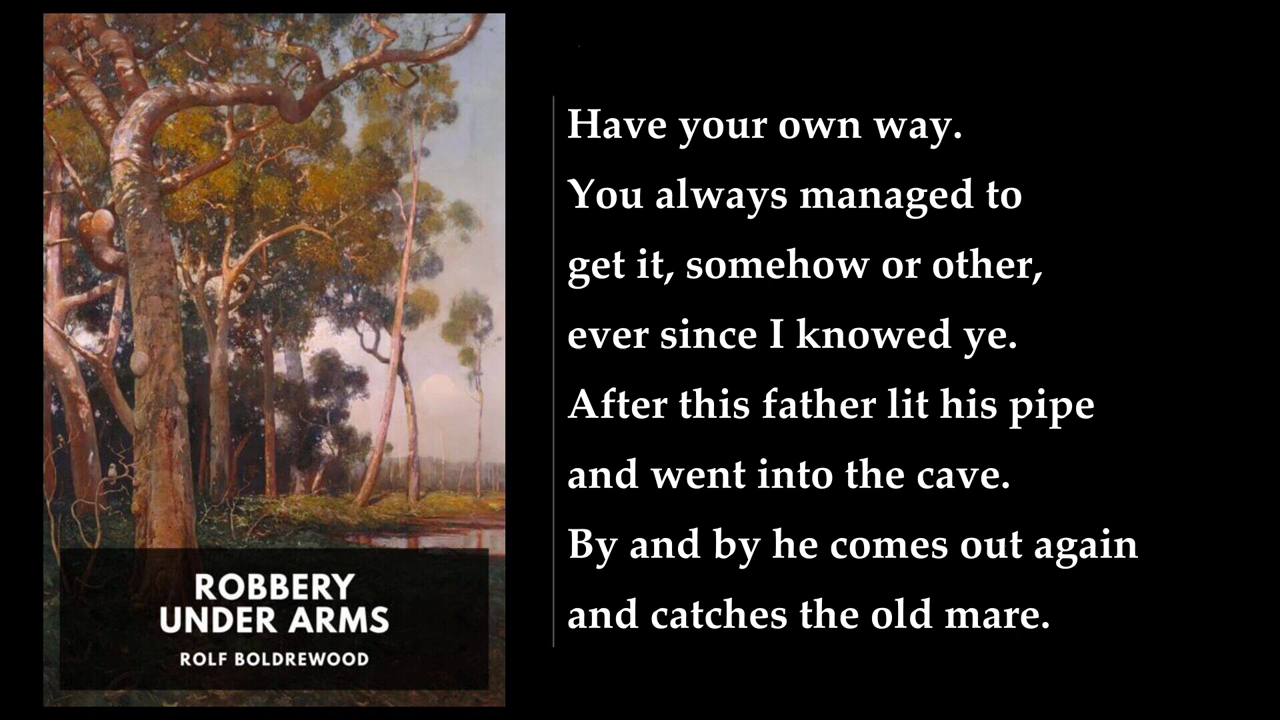 ROBBERY
UNDER ARMS
ROLF BOLDREWOOD
Have your own way.
You always managed to
get it, somehow or other,
ever since I knowed ye.
After this father lit his pipe
and went into the cave.
By and by he comes out again
and catches the old mare.